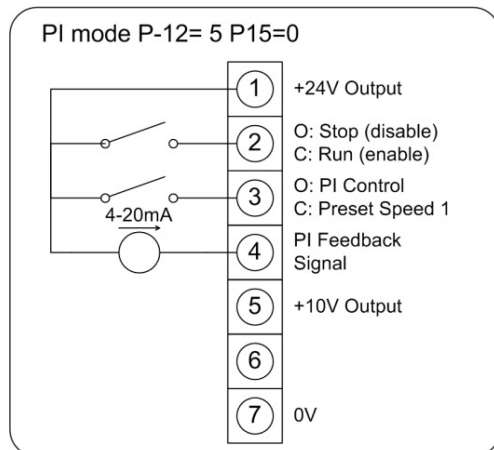 PI mode P-12= 5 P15=0
1 +24V Output
2 O: Stop (disable)
C: Run (enable)
3 O: PI Control
C: Preset Speed 1
4-20mA
4 PI Feedback
Signal
5 +10V Output
6
7 0V